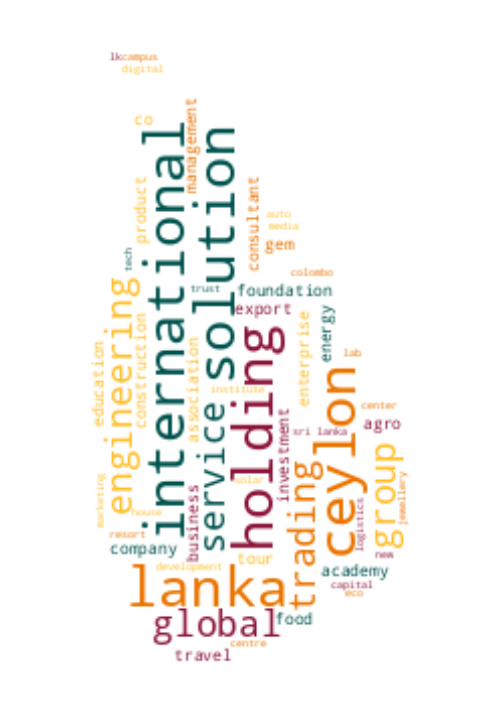 lk
campus
digital
co
management
international
solution
product
consultant
auto
media
gem
tech
colombo
trust
foundation
engineering
export
holding
construction
association
enterprise
energy
education
lab
ceylon
institute
service
center
investment
sri lanka
agro
group
trading
marketing
solar
jewellery
logistics
house
business
resort
company
tour
new
development
academy
lanka
capital
eco
global
food
centre
travel